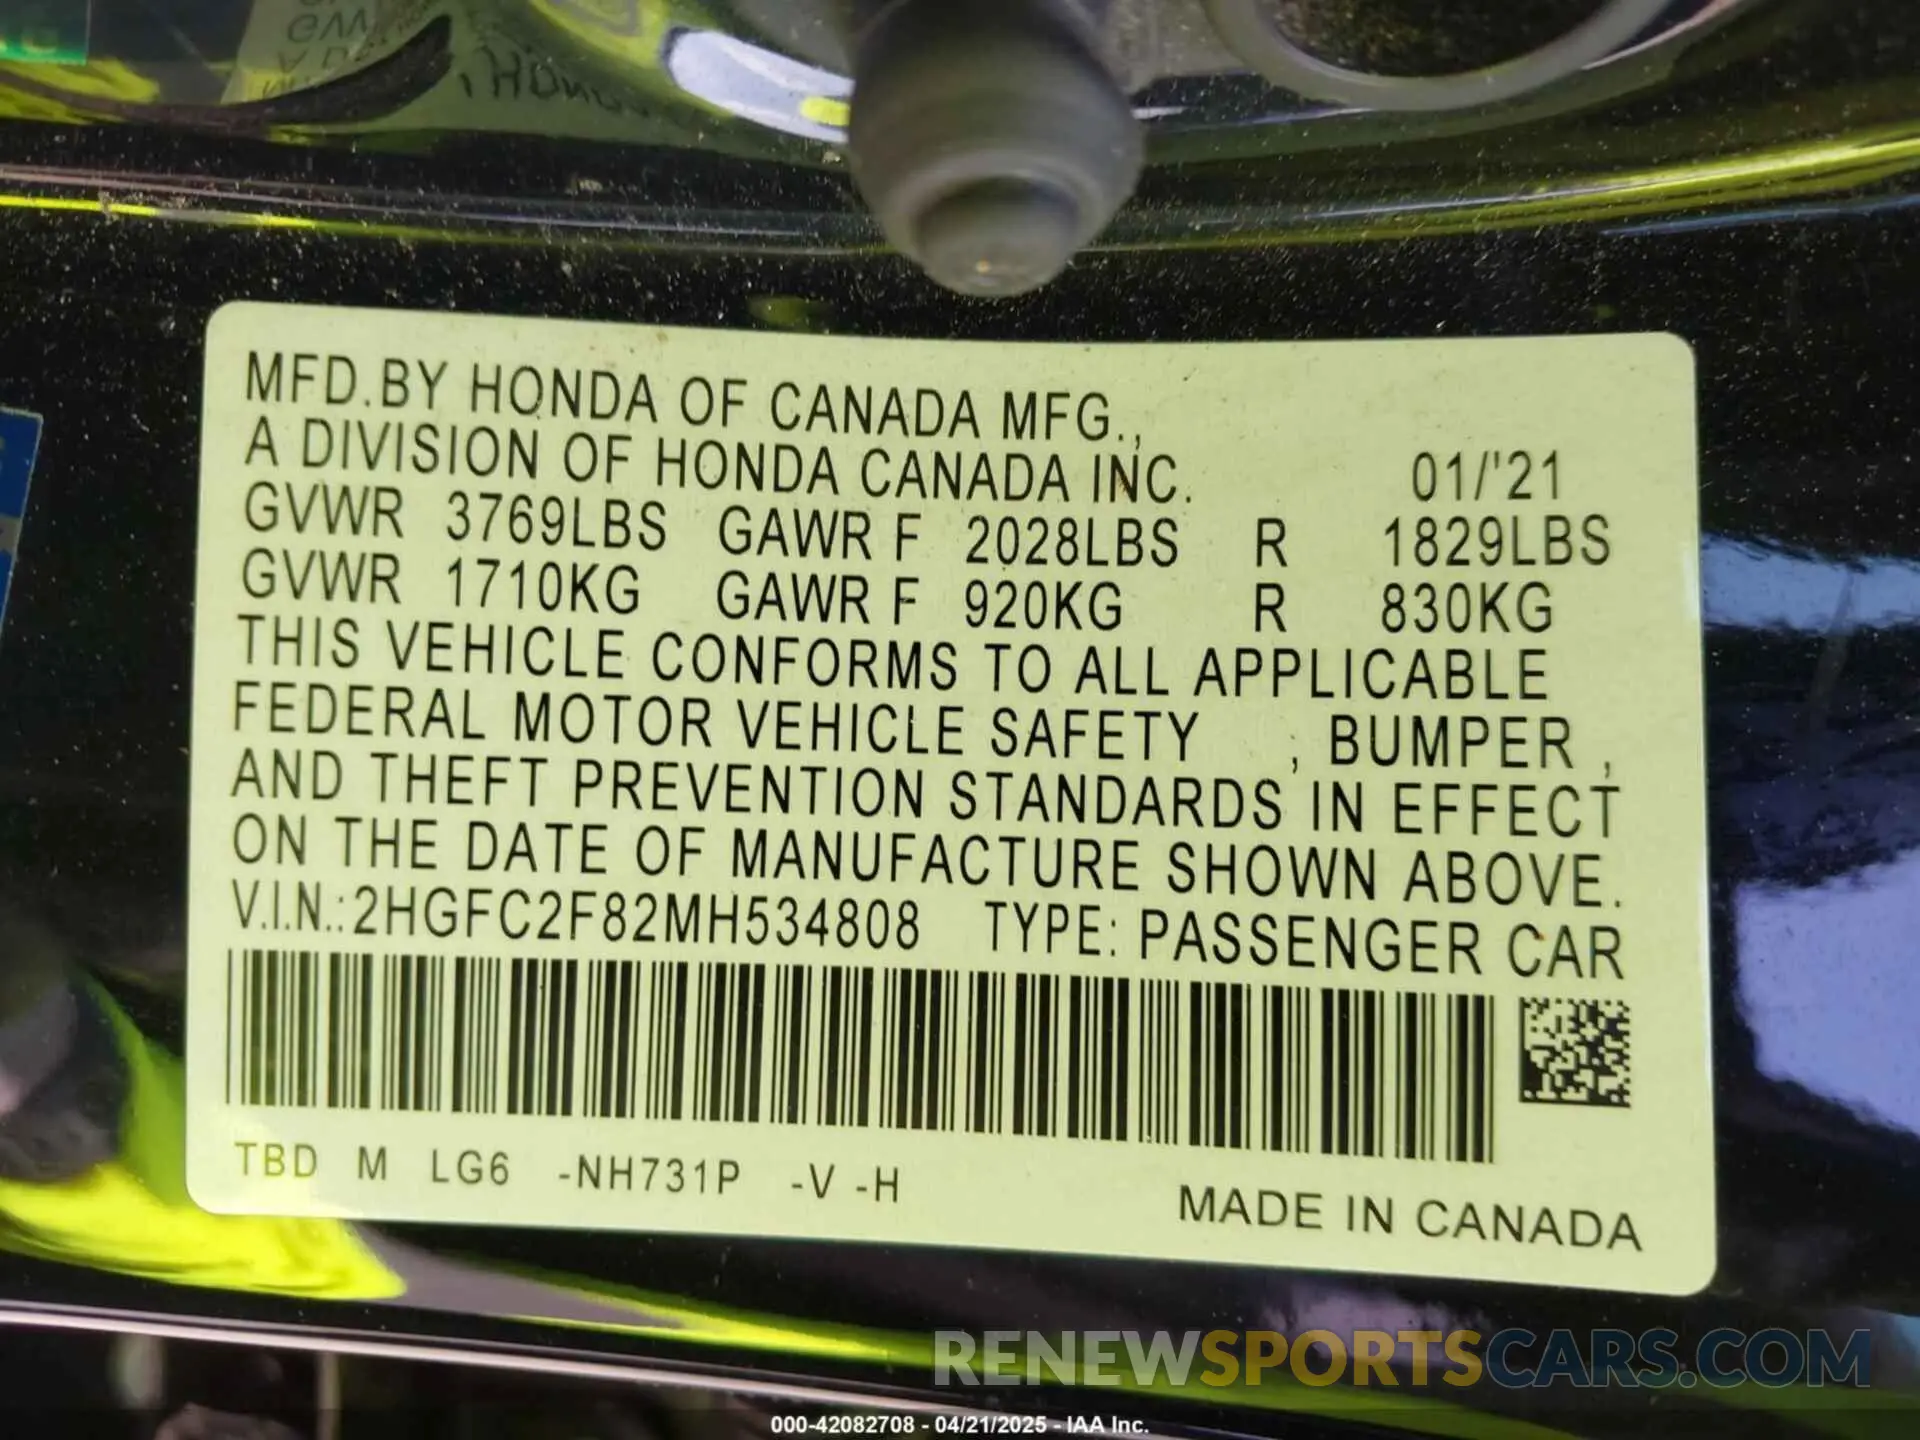 MFD.BY HONDA OF CANADA MFG.,
A DIVISION OF HONDA CANADA INC. 01/'21
GVWR 3769LBS GAWR F 2028LBS R 1829LBS
GVWR 1710KG GAWR F 920KG R 830KG
THIS VEHICLE CONFORMS TO ALL APPLICABLE
FEDERAL MOTOR VEHICLE SAFETY , BUMPER ,
AND THEFT PREVENTION STANDARDS IN EFFECT
ON THE DATE OF MANUFACTURE SHOWN ABOVE.
V.I.N.:2HGFC2F82MH534808 TYPE: PASSENGER CAR
TBD M LG6 -NH731P -V -H
MADE IN CANADA
RENEWSPORTSCARS.COM
000-42082708 - 04/21/2025 - IAA Inc.